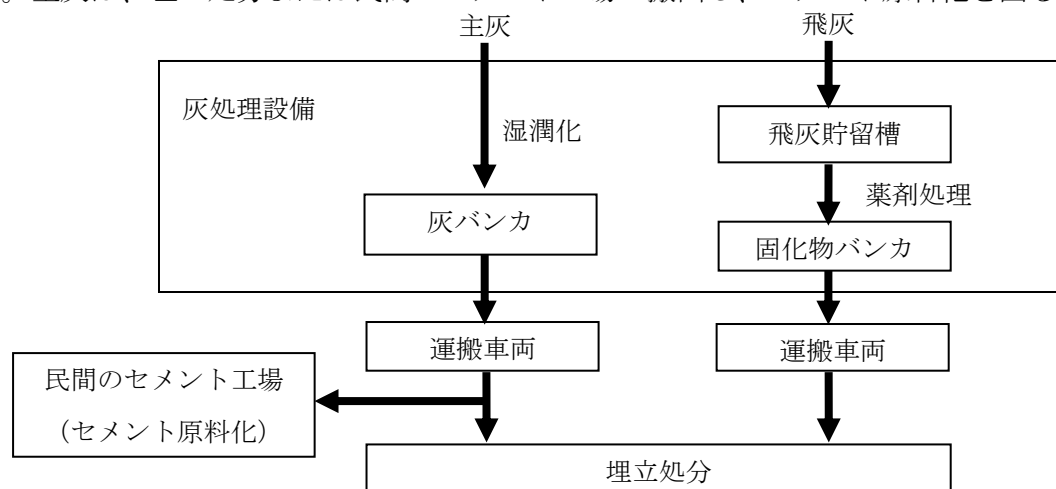 主灰
飛灰
灰処理設備
湿潤化
飛灰貯留槽
薬剤処理
灰バンカ
固化物バンカ
運搬車両
運搬車両
民間のセメント工場
（セメント原料化）
埋立処分